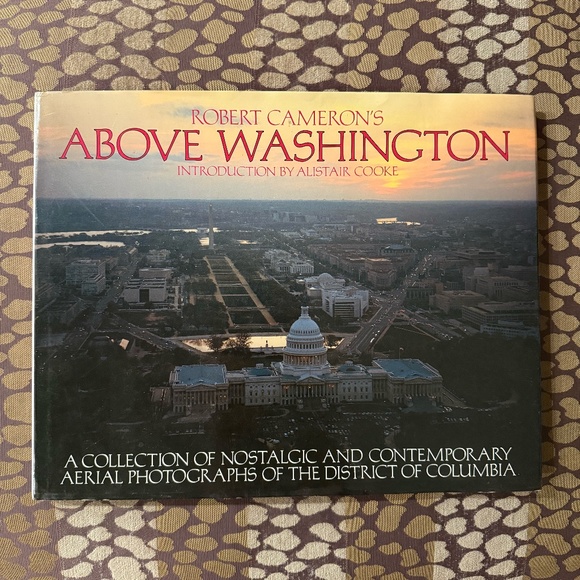 ROBERT CAMERON'S
ABOVE WASHINGTON
INTRODUCTION BY ALISTAIR COOKE
A COLLECTION OF NOSTALGIC AND CONTEMPORARY
AERIAL PHOTOGRAPHS OF THE DISTRICT OF COLUMBIA